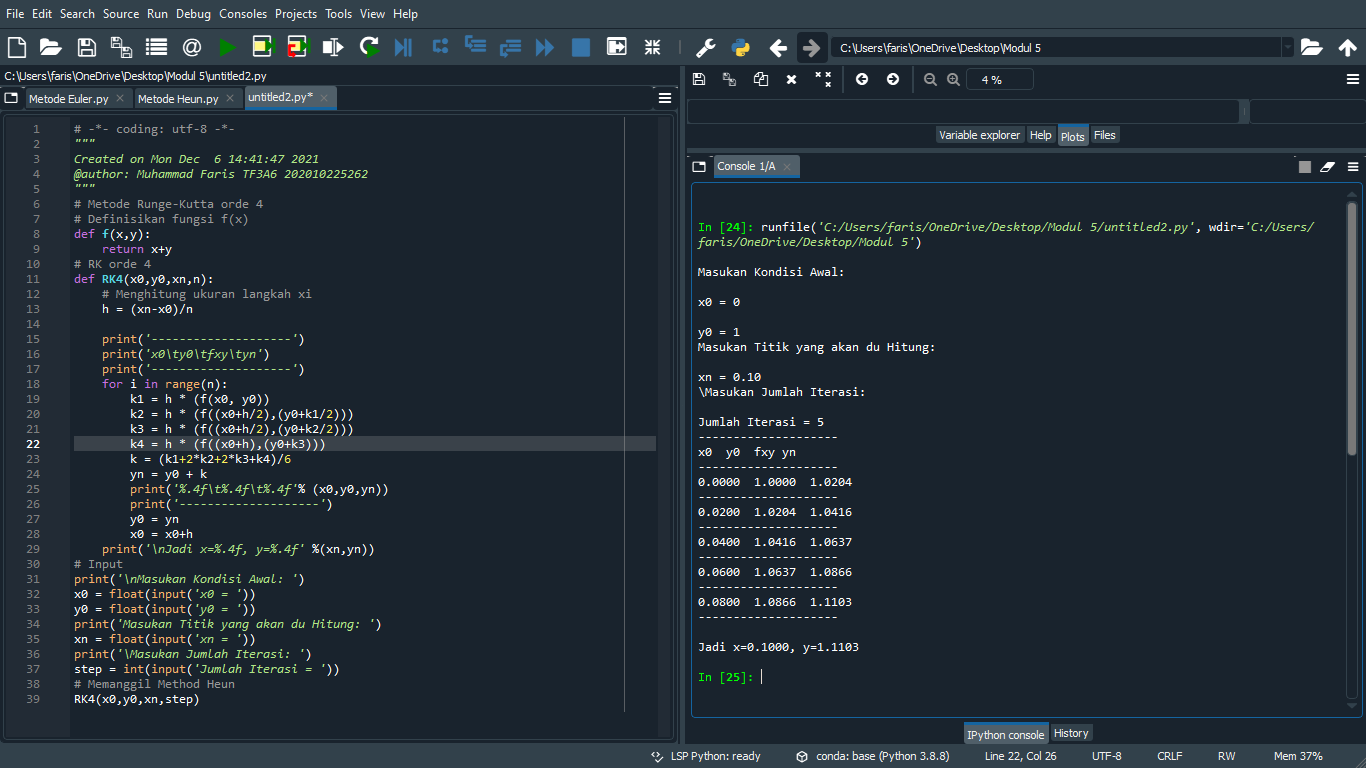 File Edit Search Source Run Debug Consoles Projects Tools View Help
C:\Users\faris\OneDrive\Desktop\Modul 5
C:\Users\faris\OneDrive\Desktop\Modul 5\untitled2.py
Metode Euler.py Metode Heun.py untitled2.py*
1 # -*- coding: utf-8 -*-
2 """
3 Created on Mon Dec  6 14:41:47 2021
4 @author: Muhammad Faris TF3A6 202010225262
5 """
6 # Metode Runge-Kutta orde 4
7 # Definisikan fungsi f(x)
8 def f(x,y):
9     return x+y
10 # RK orde 4
11 def RK4(x0,y0,xn,n):
12     # Menghitung ukuran langkah xi
13     h = (xn-x0)/n
14
15     print('--------------------')
16     print('x0\ty0\tfxy\tyn')
17     print('--------------------')
18     for i in range(n):
19         k1 = h * (f(x0, y0))
20         k2 = h * (f((x0+h/2),(y0+k1/2)))
21         k3 = h * (f((x0+h/2),(y0+k2/2)))
22         k4 = h * (f((x0+h),(y0+k3)))
23         k = (k1+2*k2+2*k3+k4)/6
24         yn = y0 + k
25         print('%.4f\t%.4f\t%.4f'% (x0,y0,yn))
26         print('--------------------')
27         y0 = yn
28         x0 = x0+h
29     print('\nJadi x=%.4f, y=%.4f' %(xn,yn))
30 # Input
31 print('\nMasukan Kondisi Awal: ')
32 x0 = float(input('x0 = '))
33 y0 = float(input('y0 = '))
34 print('Masukan Titik yang akan du Hitung: ')
35 xn = float(input('xn = '))
36 print('\Masukan Jumlah Iterasi: ')
37 step = int(input('Jumlah Iterasi = '))
38 # Memanggil Method Heun
39 RK4(x0,y0,xn,step)
4 %
Variable explorer Help Plots Files
Console 1/A
In [24]: runfile('C:/Users/faris/OneDrive/Desktop/Modul 5/untitled2.py', wdir='C:/Users/
faris/OneDrive/Desktop/Modul 5')
Masukan Kondisi Awal:
x0 = 0
y0 = 1
Masukan Titik yang akan du Hitung:
xn = 0.10
\Masukan Jumlah Iterasi:
Jumlah Iterasi = 5
--------------------
x0  y0  fxy yn
--------------------
0.0000  1.0000  1.0204
--------------------
0.0200  1.0204  1.0416
--------------------
0.0400  1.0416  1.0637
--------------------
0.0600  1.0637  1.0866
--------------------
0.0800  1.0866  1.1103
--------------------
Jadi x=0.1000, y=1.1103
In [25]:
IPython console History
LSP Python: ready conda: base (Python 3.8.8) Line 22, Col 26 UTF-8 CRLF RW Mem 37%